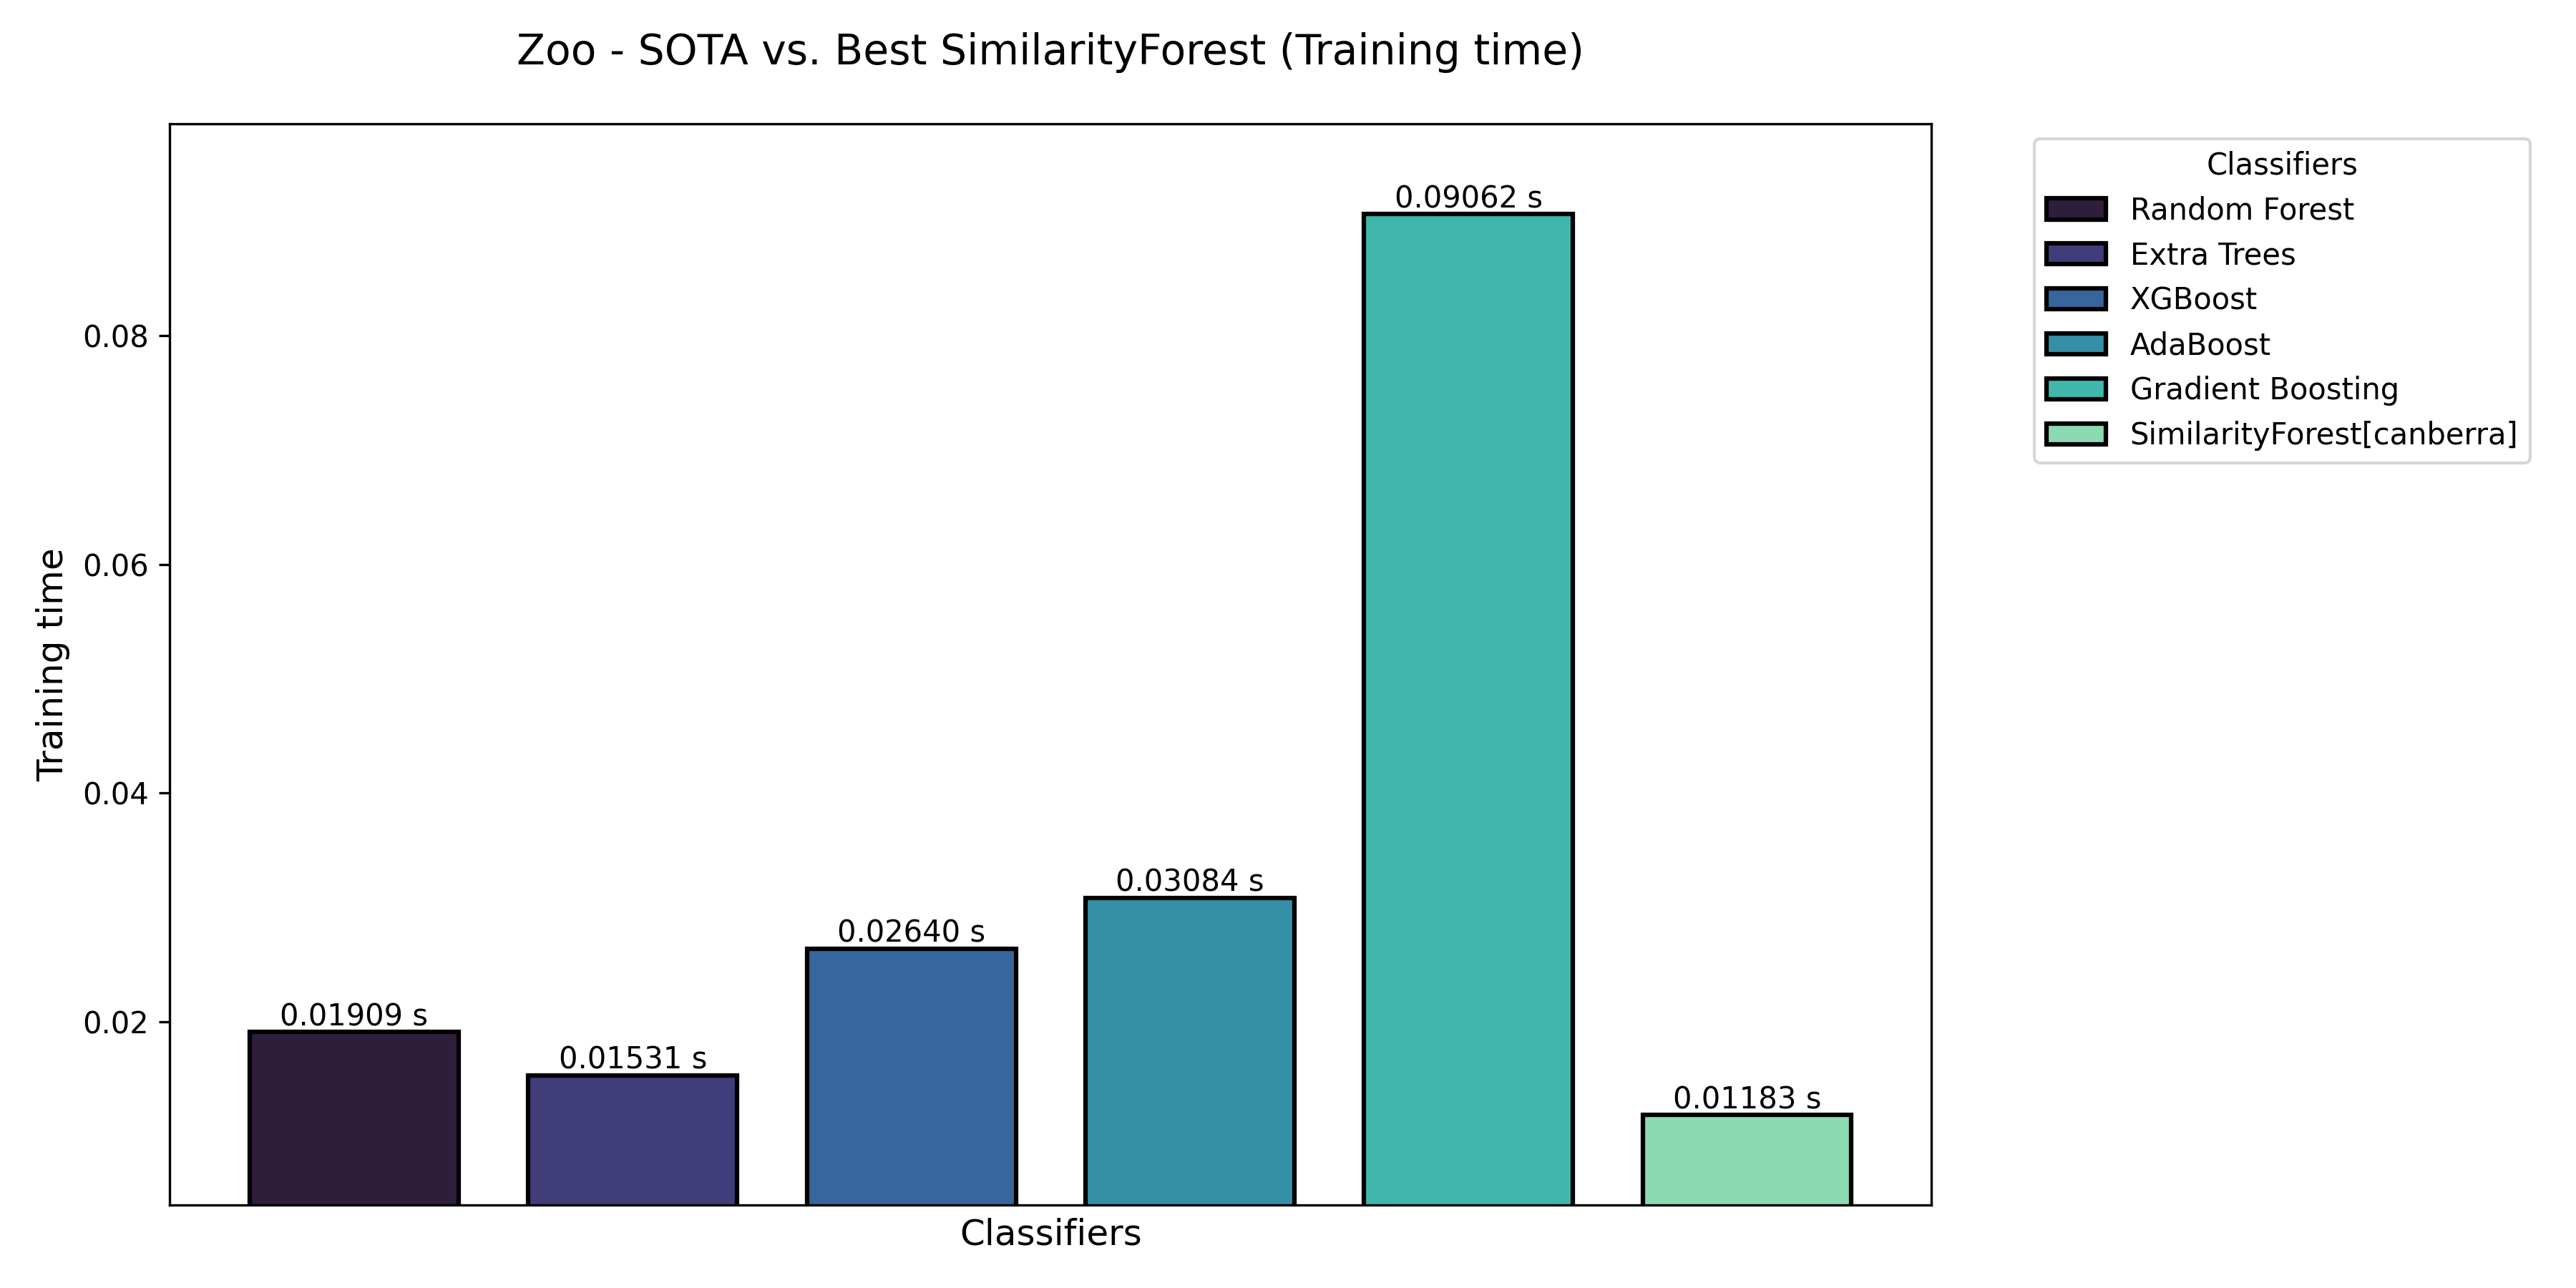 Zoo - SOTA vs. Best SimilarityForest (Training time)
Training time
0.08
0.06
0.04
0.02
0.01909 s
0.01531 s
0.02640 s
0.03084 s
0.09062 s
0.01183 s
Classifiers
Classifiers
Random Forest
Extra Trees
XGBoost
AdaBoost
Gradient Boosting
SimilarityForest[canberra]